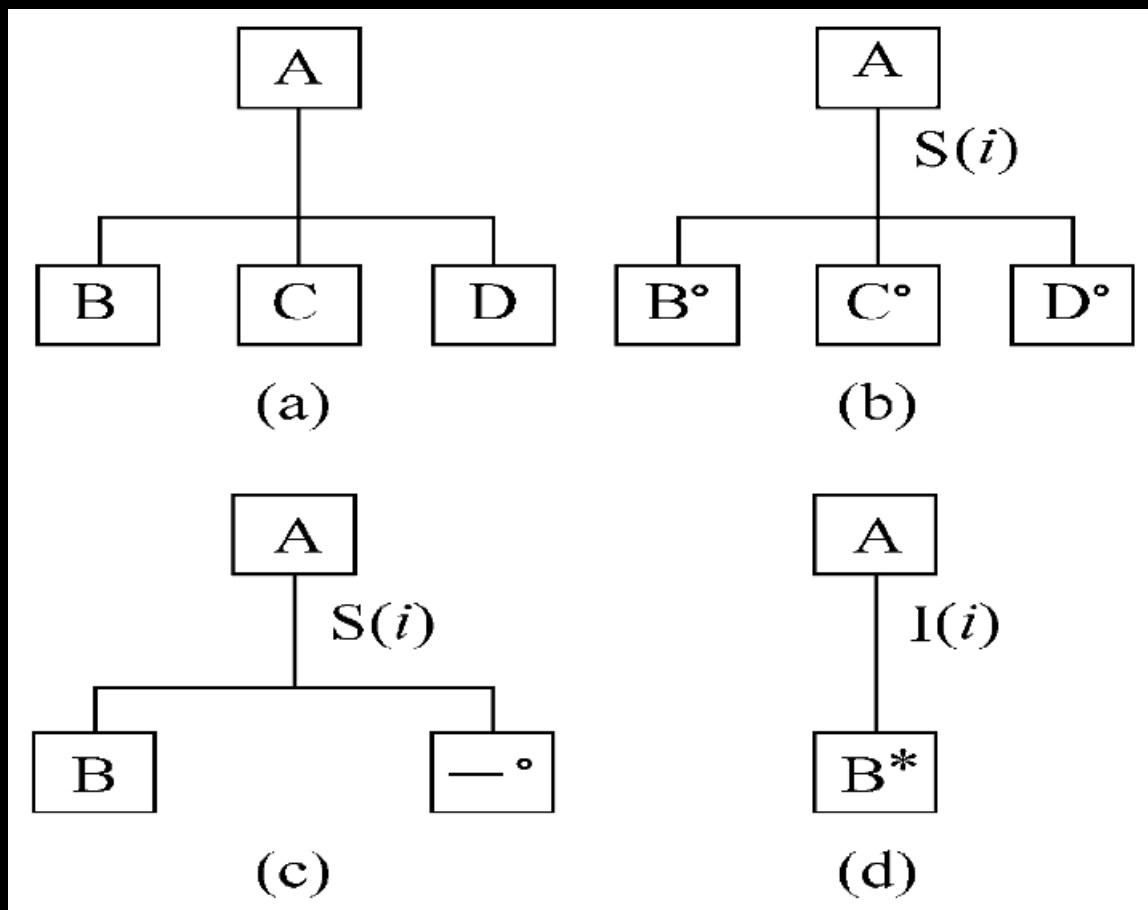 A
B C D
(a)
A
S(i)
B° C° D°
(b)
A
S(i)
B —°
(c)
A
I(i)
B*
(d)